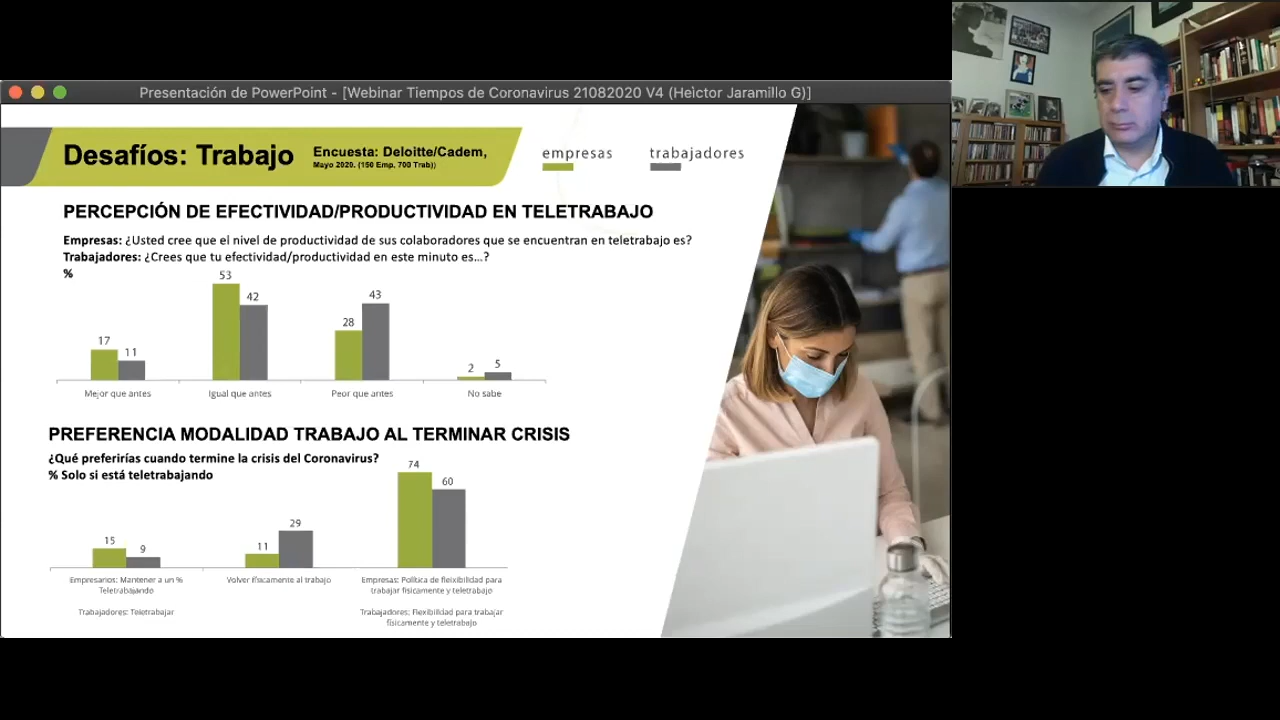 Presentación de PowerPoint - [Webinar Tiempos de Coronavirus 21082020 V4 (Heìctor Jaramillo G)]
Desafíos: Trabajo
Encuesta: Deloitte/Cadem,
Mayo 2020. (150 Emp, 700 Trab))
empresas
trabajadores
PERCEPCIÓN DE EFECTIVIDAD/PRODUCTIVIDAD EN TELETRABAJO
Empresas: ¿Usted cree que el nivel de productividad de sus colaboradores que se encuentran en teletrabajo es?
Trabajadores: ¿Crees que tu efectividad/productividad en este minuto es...?
%
17
11
53
42
28
43
2
5
Mejor que antes
Igual que antes
Peor que antes
No sabe
PREFERENCIA MODALIDAD TRABAJO AL TERMINAR CRISIS
¿Qué preferirías cuando termine la crisis del Coronavirus?
% Solo si está teletrabajando
15
9
11
29
74
60
Empresarios: Mantener a un %
Teletrabajando
Trabajadores: Teletrabajar
Volver físicamente al trabajo
Empresas: Política de fleixibilidad para
trabajar físicamente y teletrabajo
Trabajadores: Flexibilidad para trabajar
físicamente y teletrabajo